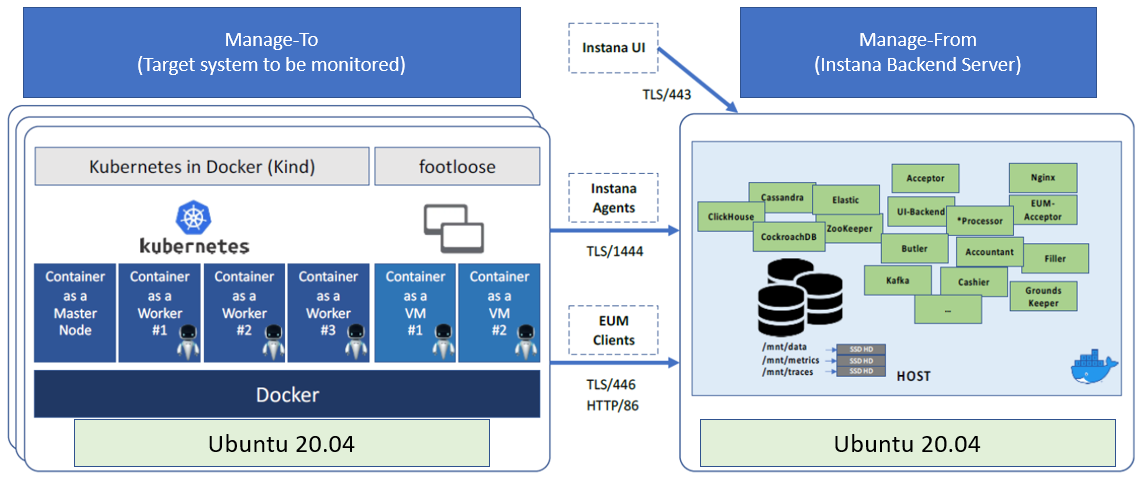 Manage-To
(Target system to be monitored)
Instana UI
TLS/443
Manage-From
(Instana Backend Server)
Kubernetes in Docker (Kind)
footloose
kubernetes
Container
as a
Master
Node
Container
as a
Worker
#1
Container
as a
Worker
#2
Container
as a
Worker
#3
Container
as a
VM
#1
Container
as a
VM
#2
Docker
Ubuntu 20.04
Instana
Agents
TLS/1444
EUM
Clients
TLS/446
HTTP/86
Acceptor
Nginx
Cassandra
Elastic
ClickHouse
UI-Backend
*Processor
EUM-
Acceptor
CockroachDB
ZooKeeper
Butler
Accountant
Filler
Kafka
Cashier
Grounds
Keeper
...
/mnt/data
SSD HD
/mnt/metrics
SSD HD
/mnt/traces
SSD HD
HOST
Ubuntu 20.04